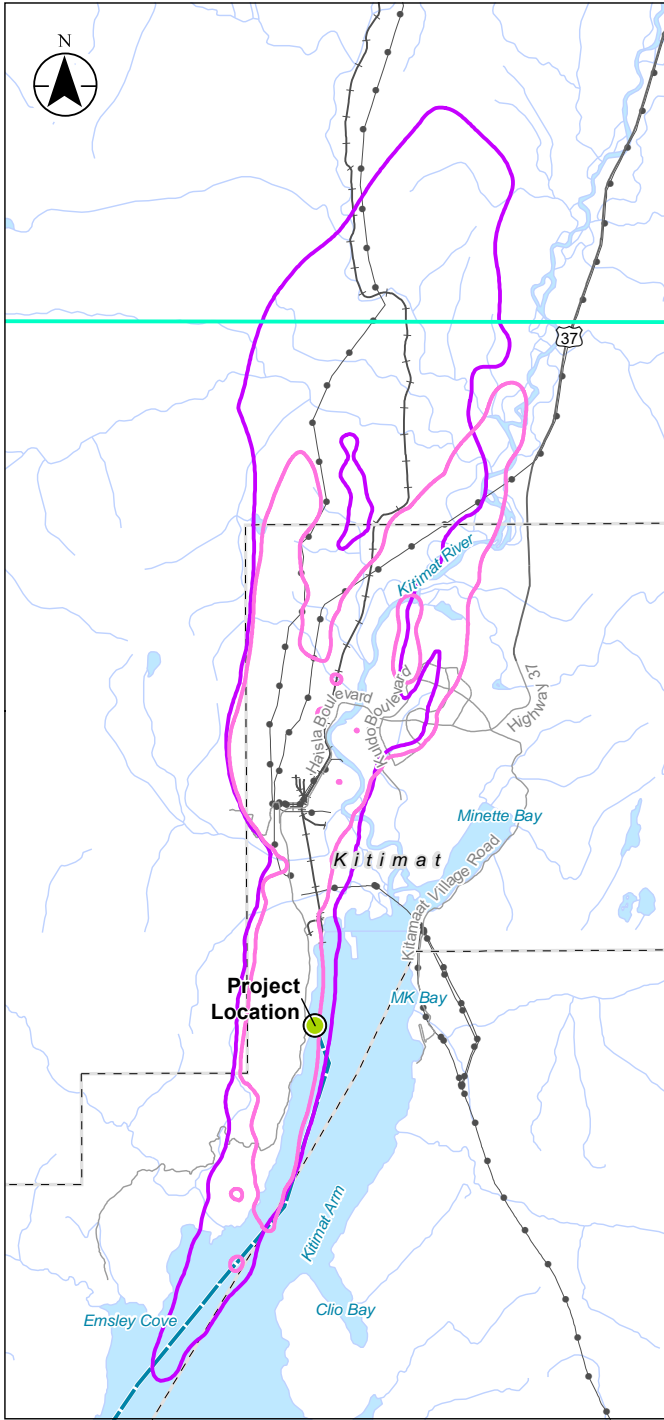 N
37
Kitimat River
Haisla Boulevard
Kuldo Boulevard
Highway 37
Minette Bay
Kitimat
Kitamaat Village Road
Project
Location
MK Bay
Kitimat Arm
Emsley Cove
Clio Bay